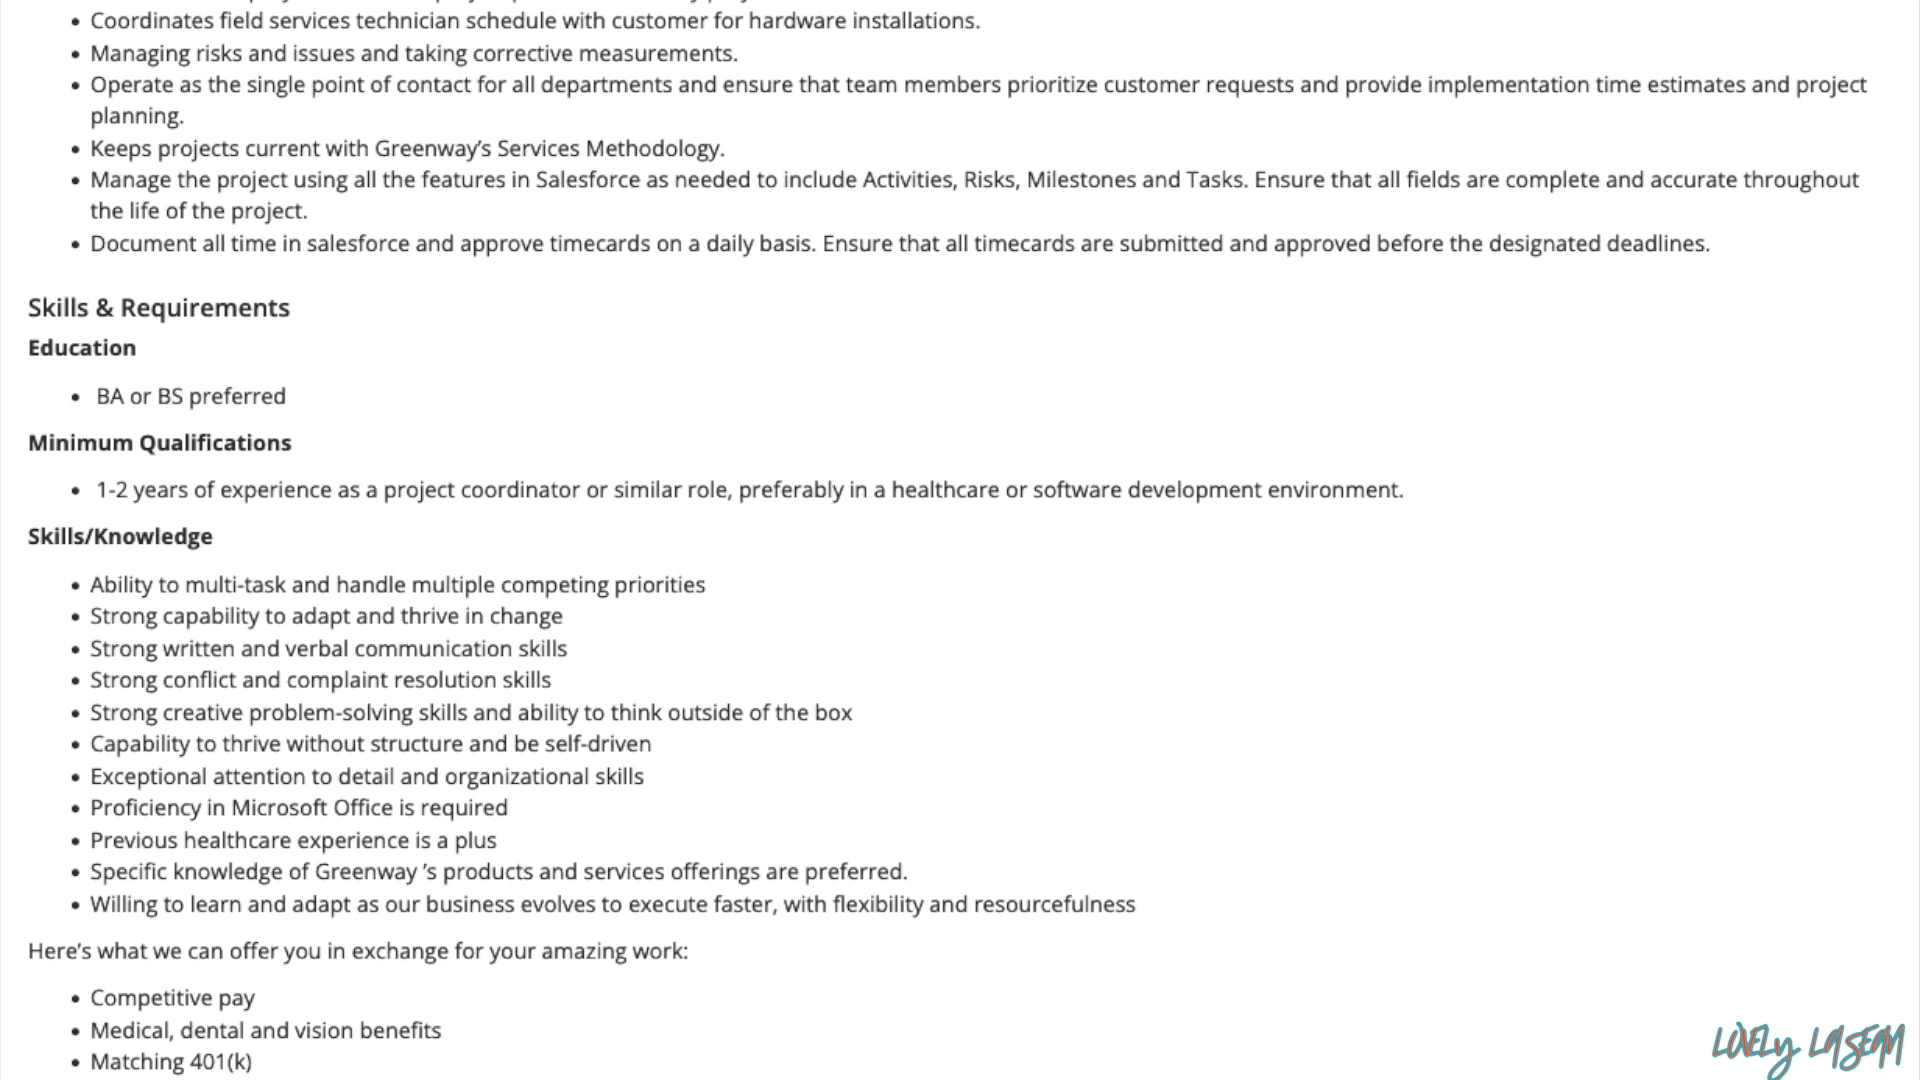 Coordinates field services technician schedule with customer for hardware installations.
Managing risks and issues and taking corrective measurements.
Operate as the single point of contact for all departments and ensure that team members prioritize customer requests and provide implementation time estimates and project
planning.
Keeps projects current with Greenway’s Services Methodology.
Manage the project using all the features in Salesforce as needed to include Activities, Risks, Milestones and Tasks. Ensure that all fields are complete and accurate throughout
the life of the project.
Document all time in salesforce and approve timecards on a daily basis. Ensure that all timecards are submitted and approved before the designated deadlines.
Skills & Requirements
Education
BA or BS preferred
Minimum Qualifications
1-2 years of experience as a project coordinator or similar role, preferably in a healthcare or software development environment.
Skills/Knowledge
Ability to multi-task and handle multiple competing priorities
Strong capability to adapt and thrive in change
Strong written and verbal communication skills
Strong conflict and complaint resolution skills
Strong creative problem-solving skills and ability to think outside of the box
Capability to thrive without structure and be self-driven
Exceptional attention to detail and organizational skills
Proficiency in Microsoft Office is required
Previous healthcare experience is a plus
Specific knowledge of Greenway ’s products and services offerings are preferred.
Willing to learn and adapt as our business evolves to execute faster, with flexibility and resourcefulness
Here’s what we can offer you in exchange for your amazing work:
Competitive pay
Medical, dental and vision benefits
Matching 401(k)
LOVELy LASEAM